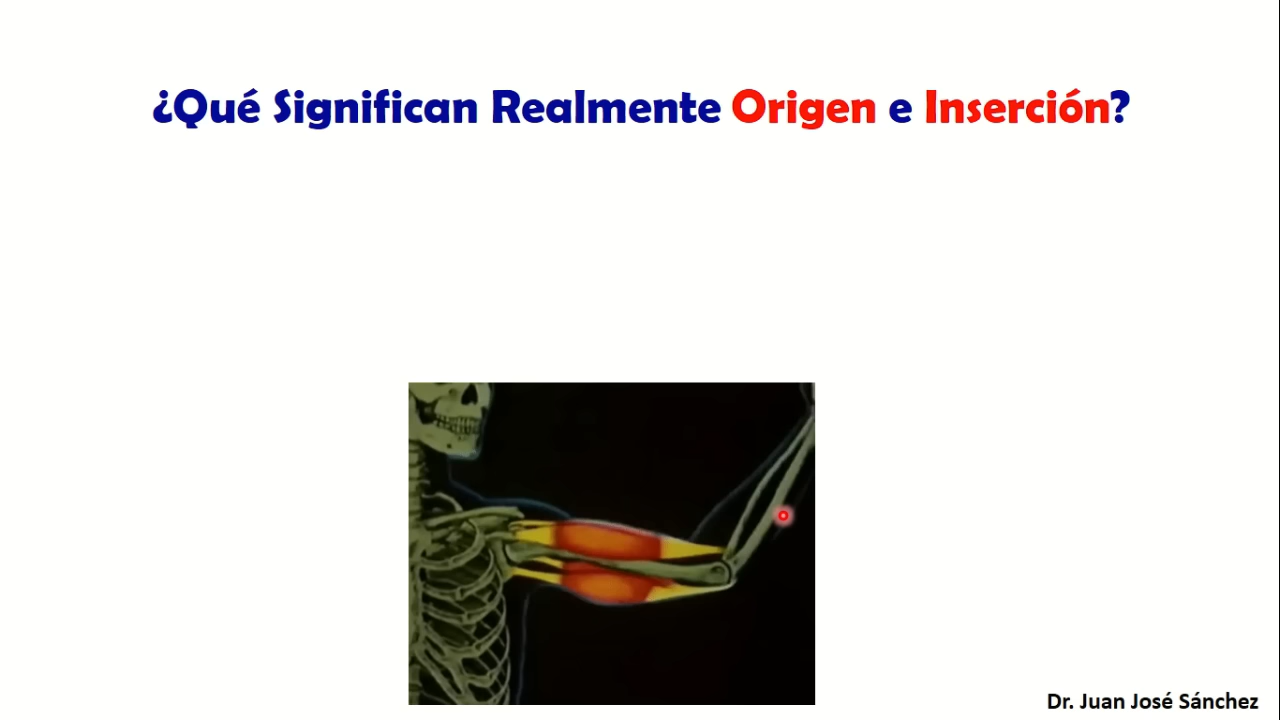 ¿Qué Significan Realmente Origen e Inserción?
Dr. Juan José Sánchez